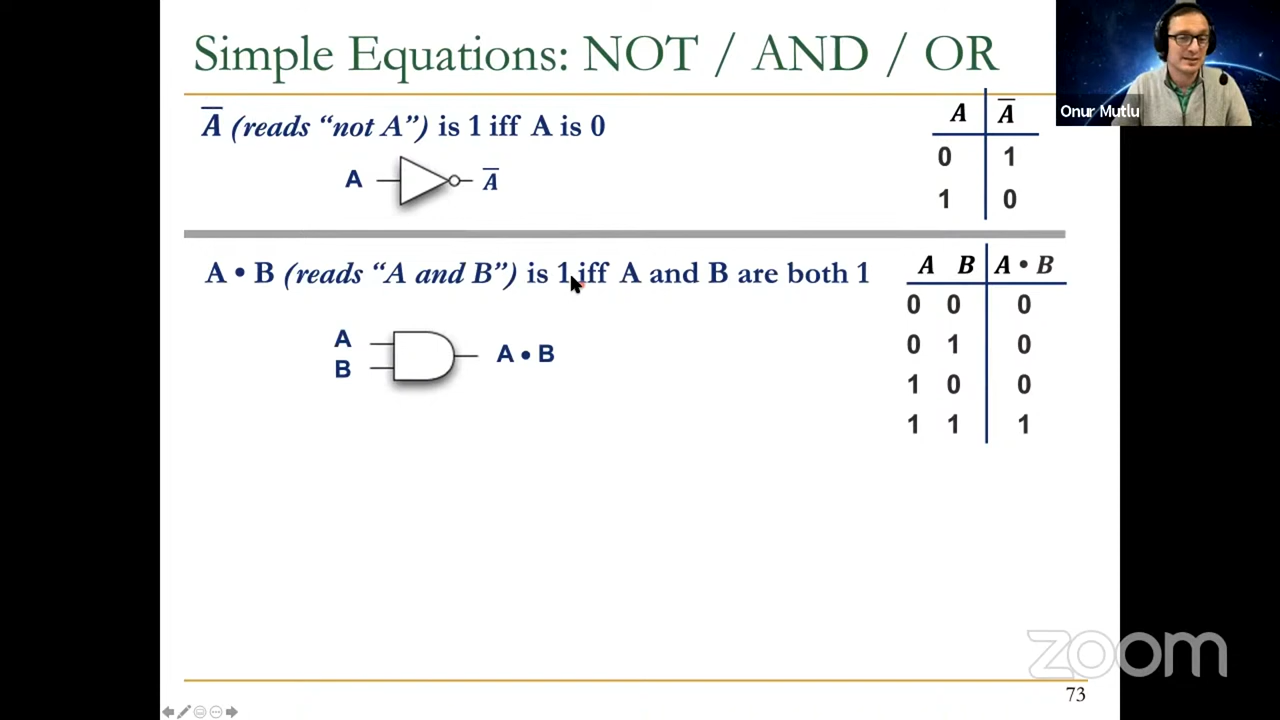 Simple Equations: NOT / AND / OR
Onur Mutlu
A̅ (reads “not A”) is 1 iff A is 0
A A̅
A A̅
0 1
1 0
A • B (reads “A and B”) is 1 iff A and B are both 1
A
B
A • B
A B A • B
0 0 0
0 1 0
1 0 0
1 1 1
zoom
73